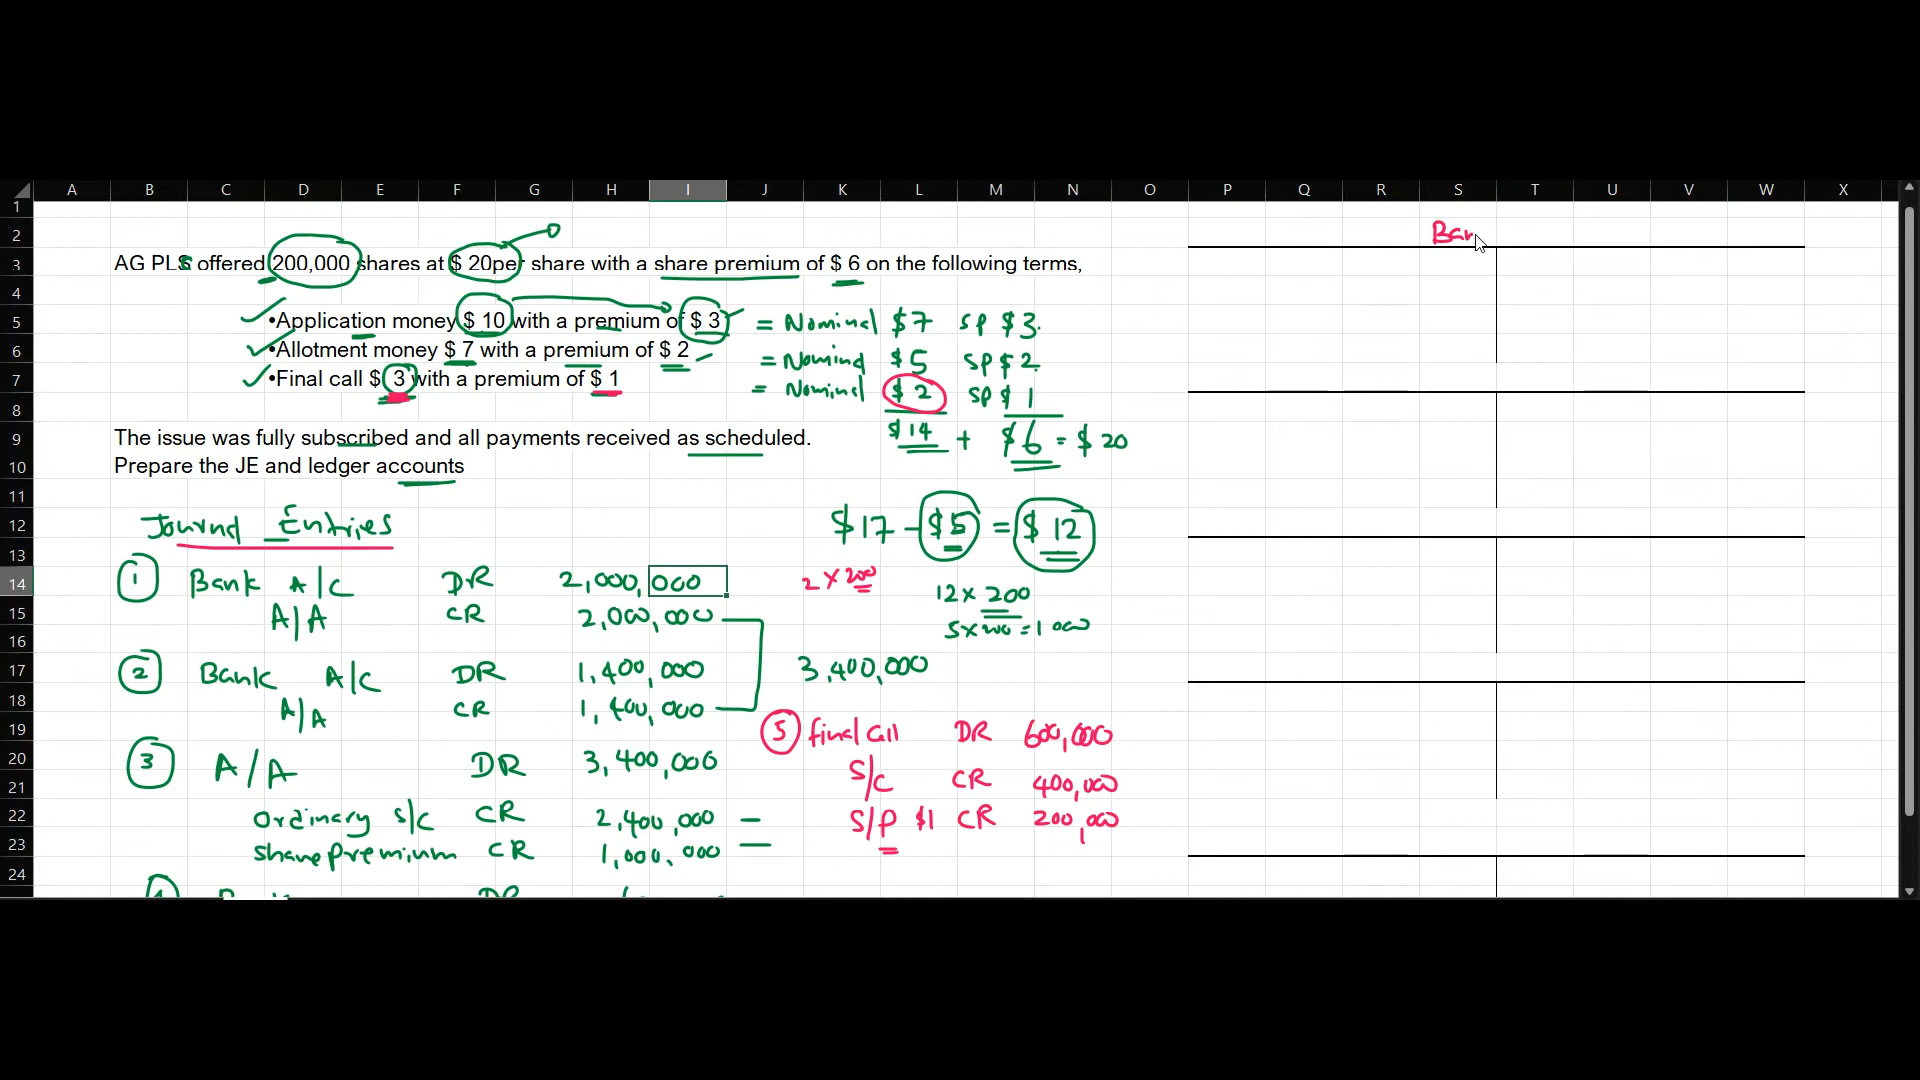 A B C D E F G H I J K L M N O P Q R S T U V W X
1
2 Ban
3 AG PLS offered 200,000 shares at $ 20per share with a share premium of $ 6 on the following terms,
4
5 •Application money $ 10 with a premium of $ 3 = Nominal $7 SP $3.
6 •Allotment money $ 7 with a premium of $ 2 = Nominal $5 SP $2
7 •Final call $ 3 with a premium of $ 1 = Nominal $2 SP $1
8
9 The issue was fully subscribed and all payments received as scheduled. $14 + $6 = $20
10 Prepare the JE and ledger accounts
11
12 Journal Entries $17 - $5 = $12
13
14 1 Bank A/C DR 2,000,000 2 x 200 12 x 200
15 A/A CR 2,000,000 5 x 200 = 1 000
16
17 2 Bank A/C DR 1,400,000 3,400,000
18 A/A CR 1,400,000
19 5 final call DR 600,000
20 3 A/A DR 3,400,000
21 S/C CR 400,000
22 Ordinary S/C CR 2,400,000 S/P $1 CR 200,000
23 Share Premium CR 1,000,000
24